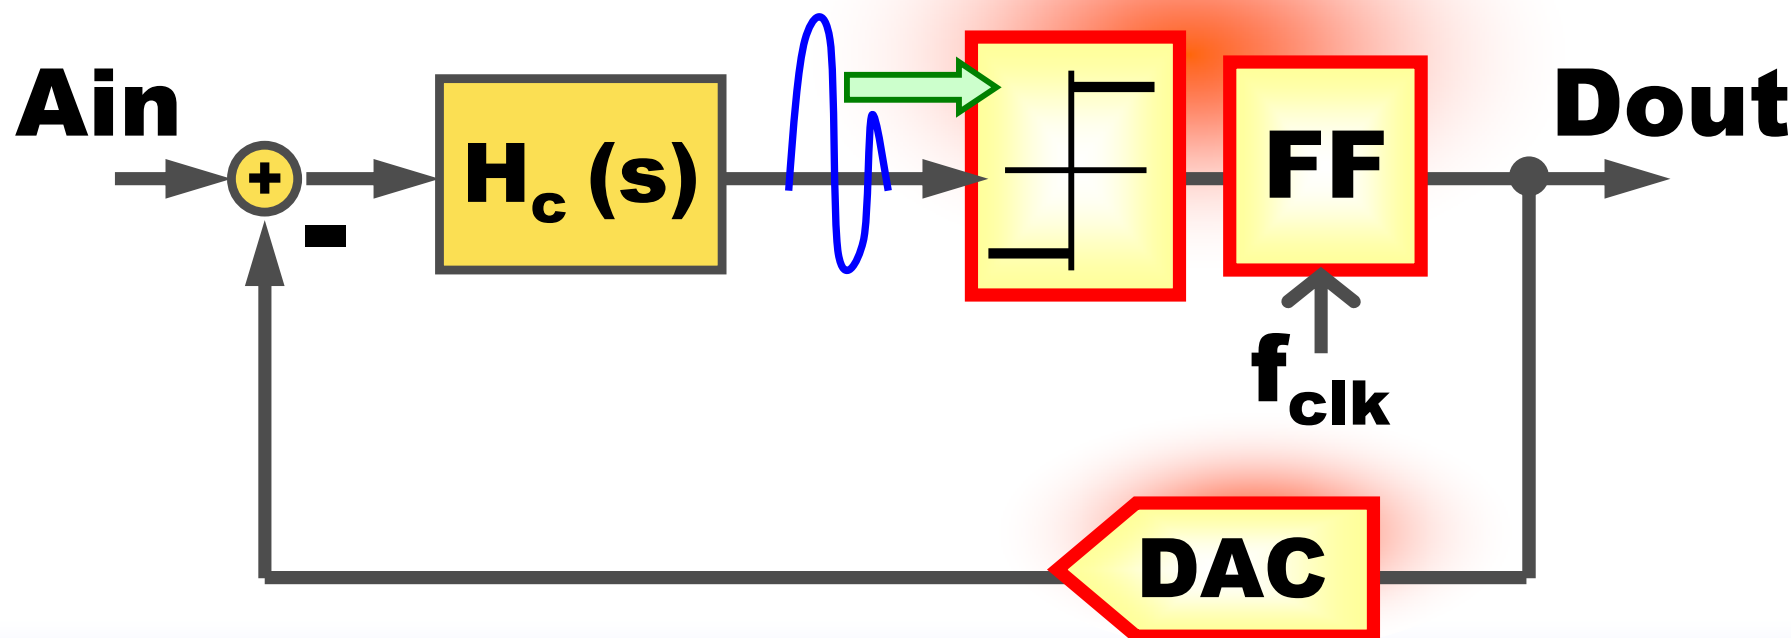 Ain
+
-
Hc (s)
FF
Dout
fclk
DAC